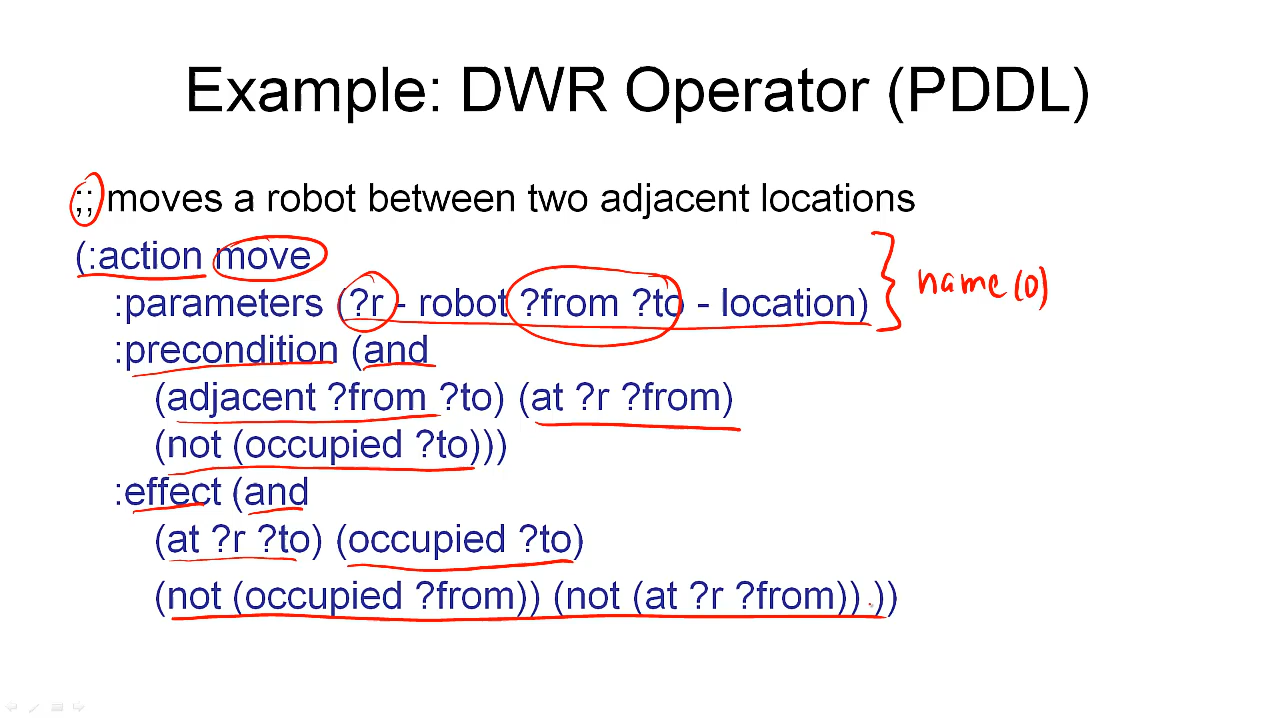 Example: DWR Operator (PDDL)
;; moves a robot between two adjacent locations
(:action move
:parameters (?r - robot ?from ?to - location)
name(o)
:precondition (and
(adjacent ?from ?to) (at ?r ?from)
(not (occupied ?to)))
:effect (and
(at ?r ?to) (occupied ?to)
(not (occupied ?from)) (not (at ?r ?from)) ))